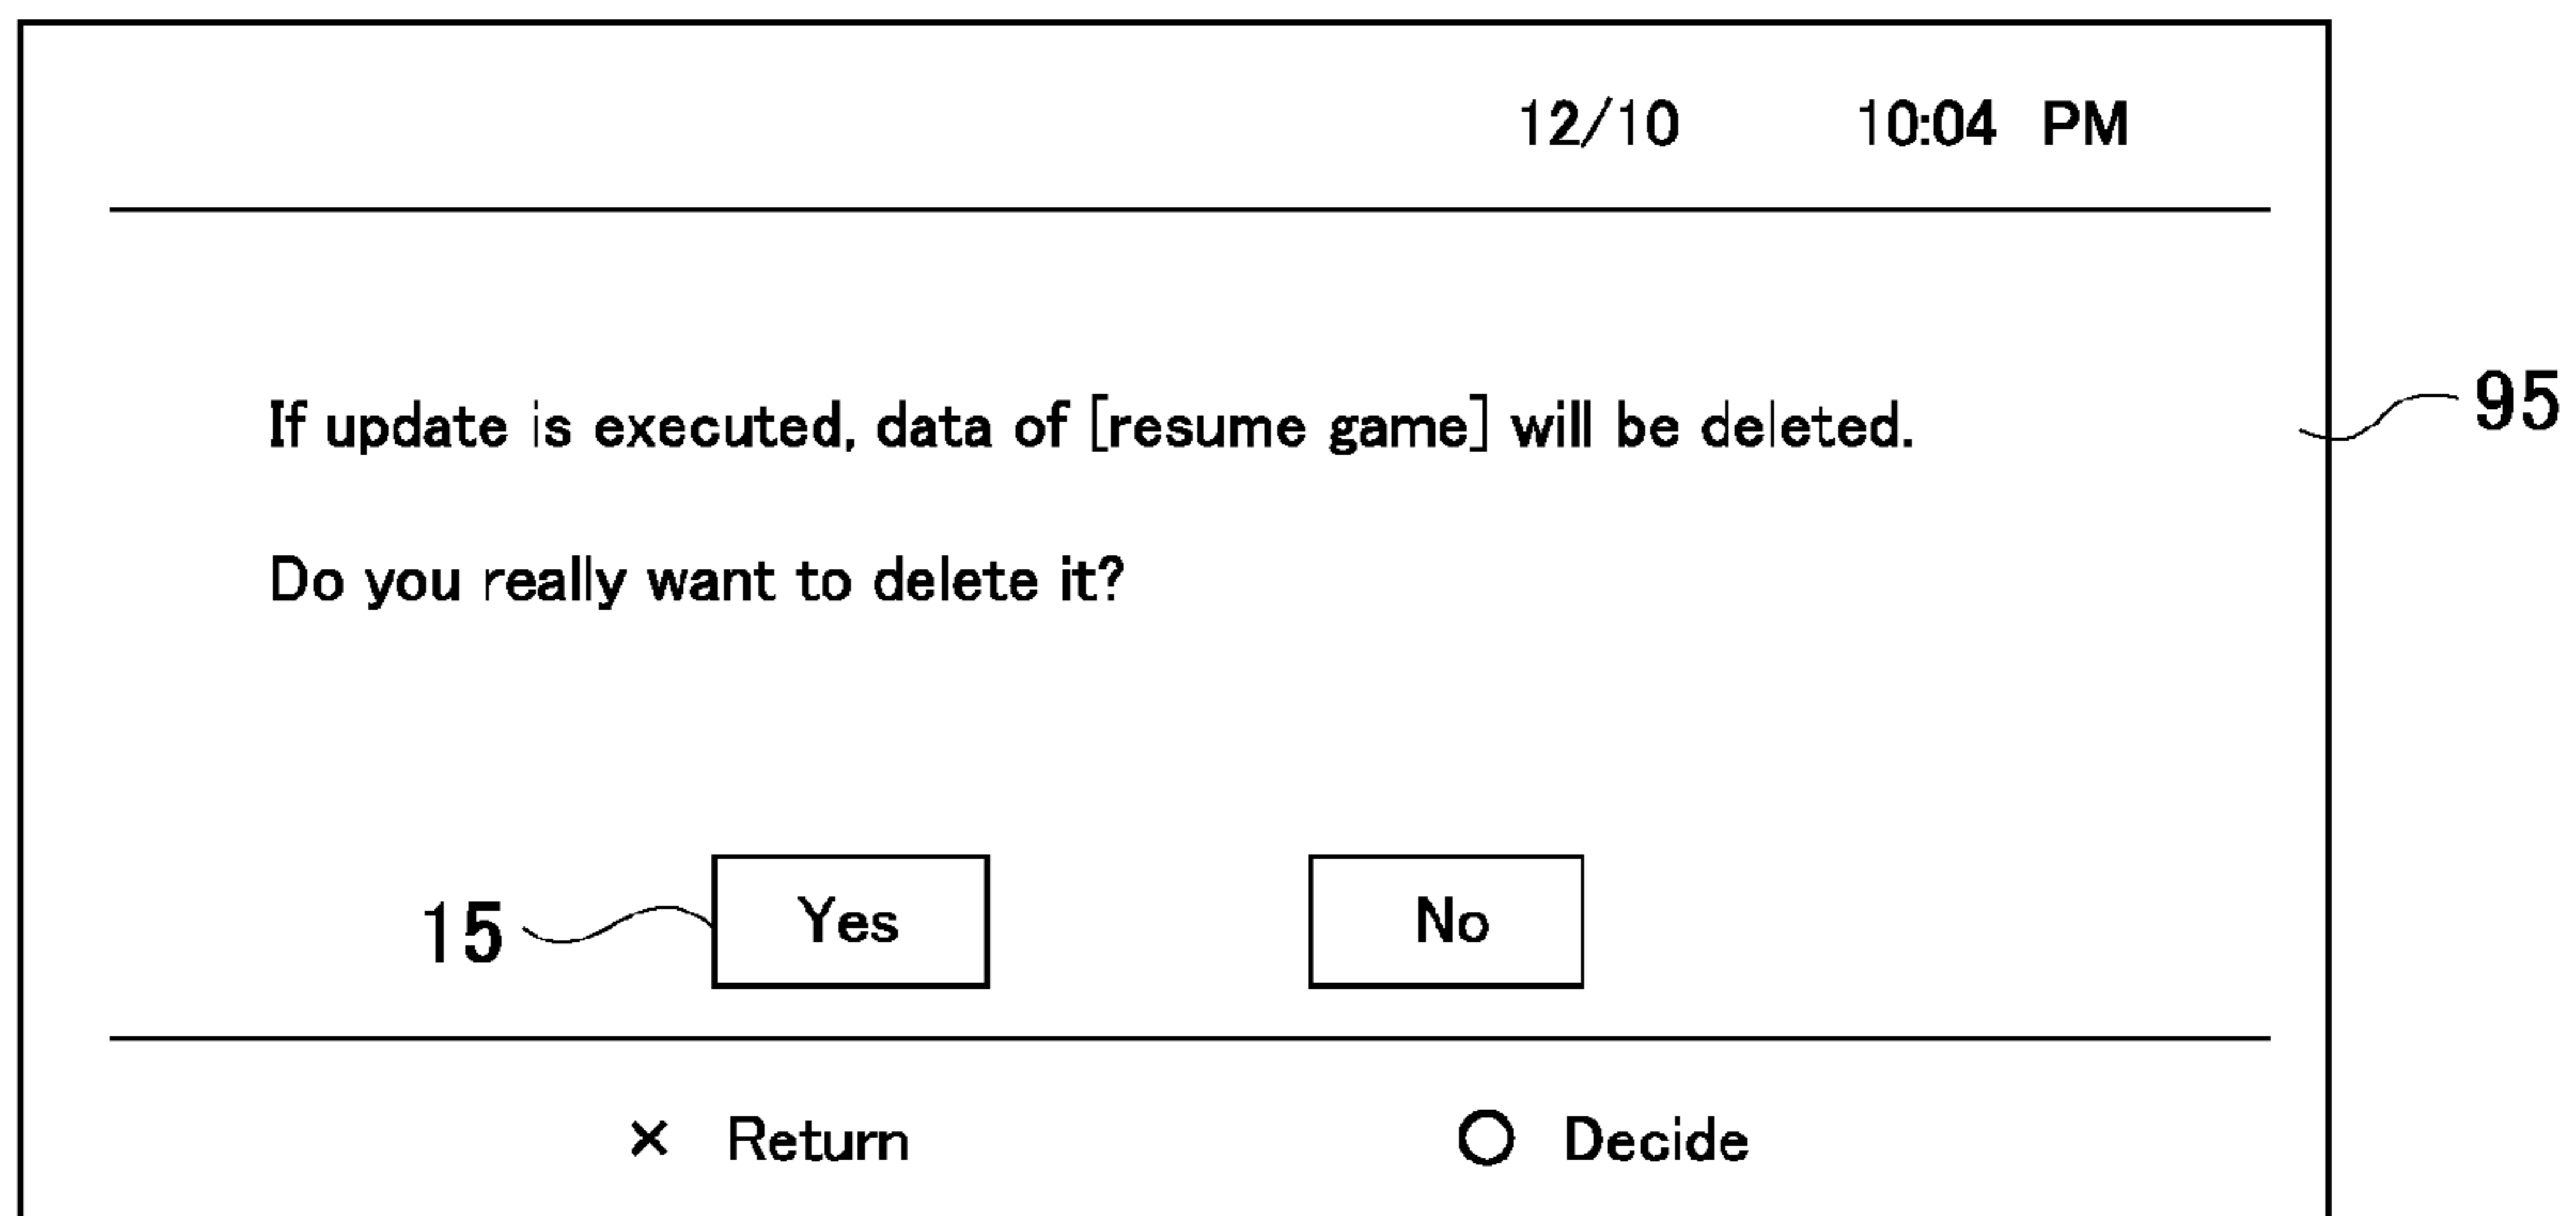 12/10 10:04 PM
If update is executed, data of [resume game] will be deleted.
95
Do you really want to delete it?
15 Yes No
× Return ○ Decide